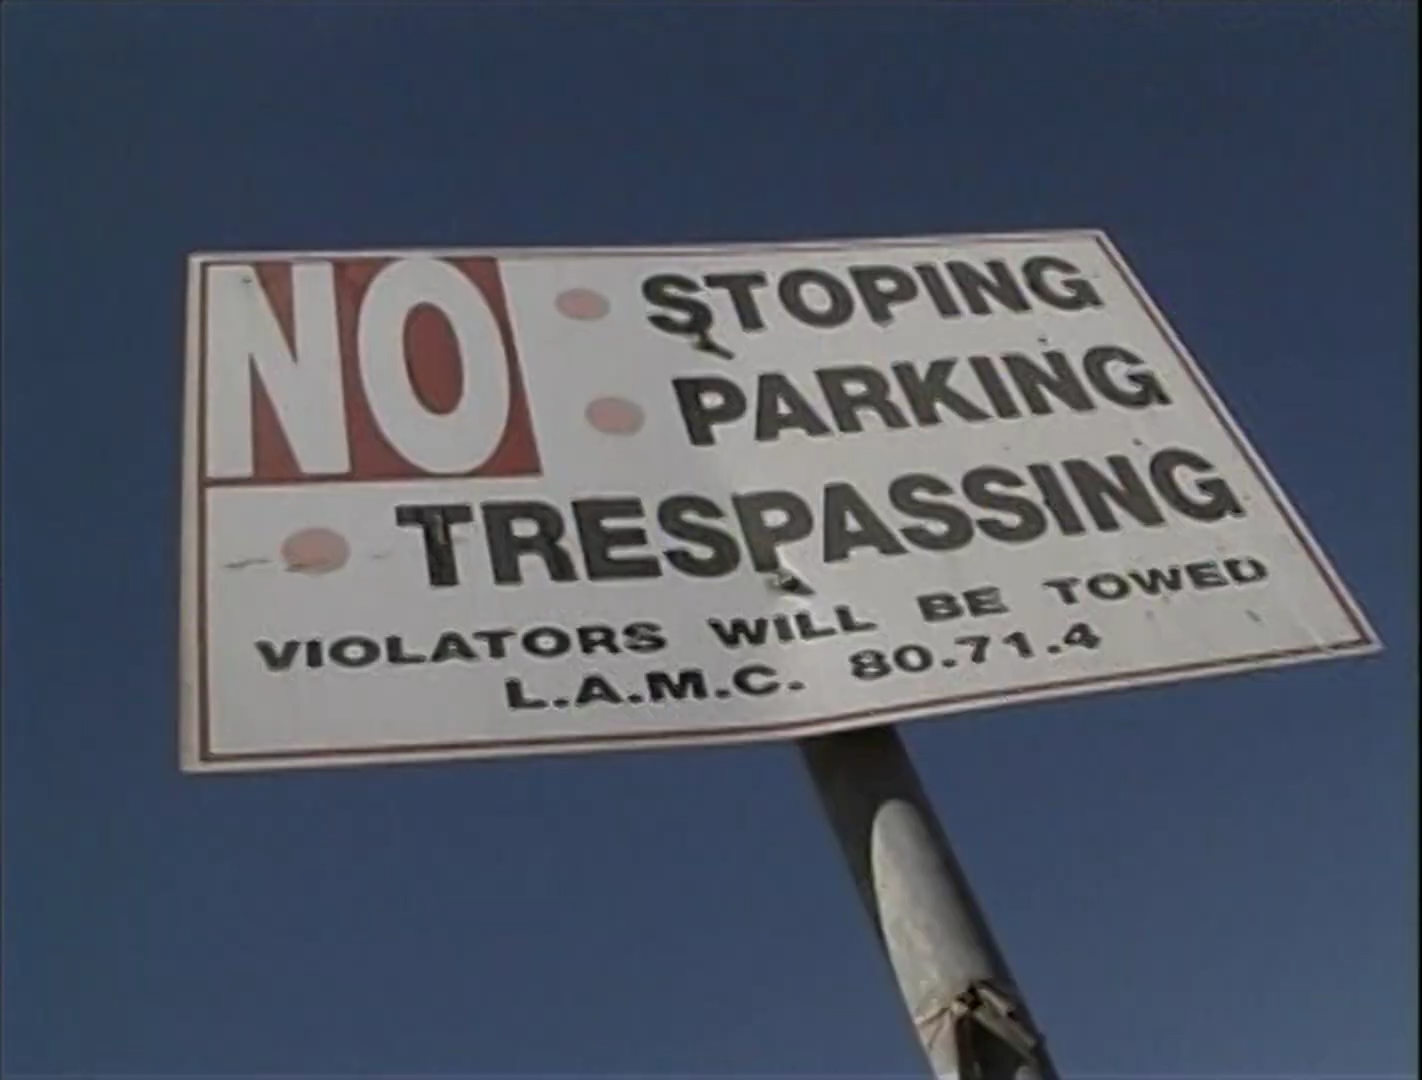 NO
STOPING
PARKING
TRESPASSING
VIOLATORS WILL BE TOWED
L.A.M.C. 80.71.4